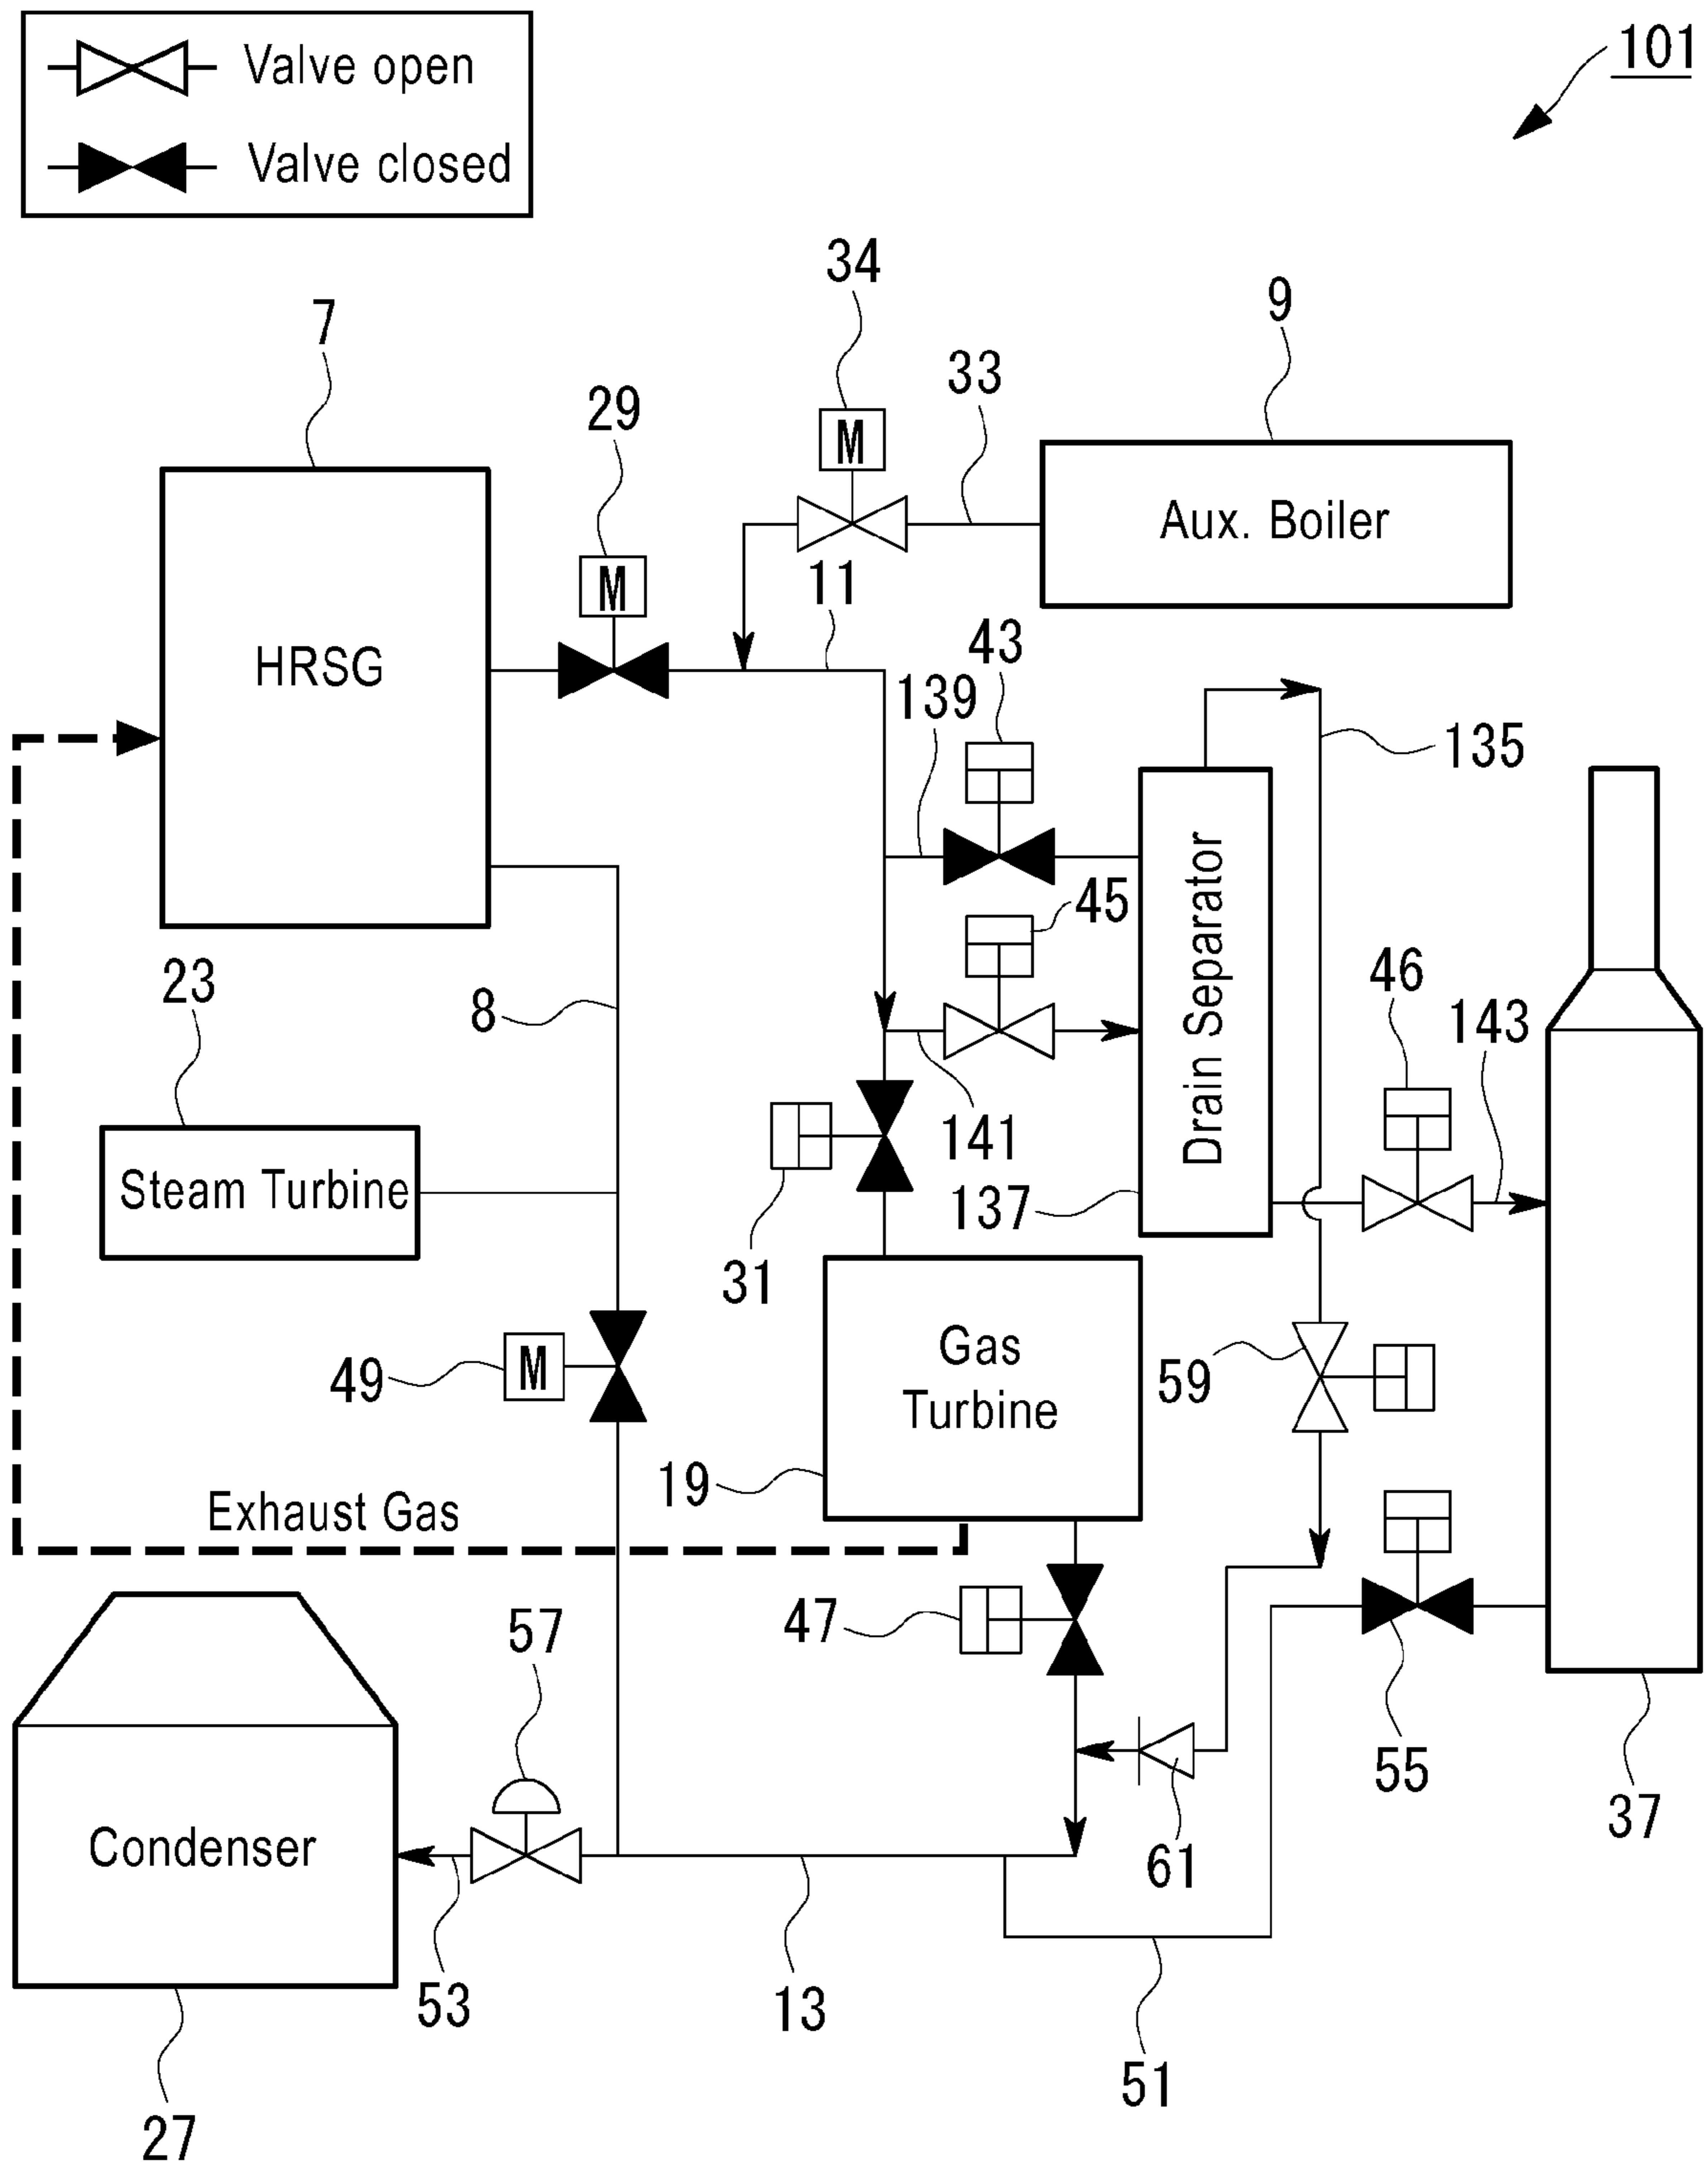 Valve open
Valve closed
101
34
9
7
33
29
M
M
Aux. Boiler
11
43
HRSG
139
135
45
Drain Separator
46
23
8
143
141
Steam Turbine
137
31
Gas
Turbine
59
M
49
19
Exhaust Gas
47
57
55
37
61
Condenser
53
13
51
27